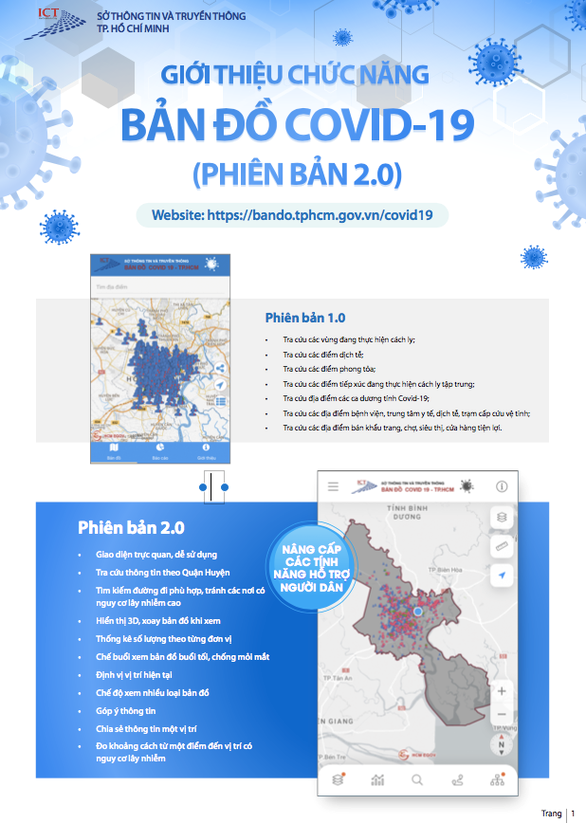 ICT
SỞ THÔNG TIN VÀ TRUYỀN THÔNG
TP. HỒ CHÍ MINH
GIỚI THIỆU CHỨC NĂNG
BẢN ĐỒ COVID-19
(PHIÊN BẢN 2.0)
Website: https://bando.tphcm.gov.vn/covid19
ICT
SỞ THÔNG TIN VÀ TRUYỀN THÔNG
BẢN ĐỒ COVID 19 - TP.HCM
Tìm địa điểm
Bản đồ
Báo cáo
Giới thiệu
Phiên bản 1.0
• Tra cứu các vùng đang thực hiện cách ly;
• Tra cứu các điểm dịch tễ;
• Tra cứu các điểm phong tỏa;
• Tra cứu các điểm tiếp xúc đang thực hiện cách ly tập trung;
• Tra cứu địa điểm các ca dương tính Covid-19;
• Tra cứu các địa điểm bệnh viện, trung tâm y tế, dịch tễ, trạm cấp cứu vệ tinh;
• Tra cứu các địa điểm bán khẩu trang, chợ, siêu thị, cửa hàng tiện lợi.
Phiên bản 2.0
• Giao diện trực quan, dễ sử dụng
• Tra cứu thông tin theo Quận Huyện
• Tìm kiếm đường đi phù hợp, tránh các nơi có
nguy cơ lây nhiễm cao
• Hiển thị 3D, xoay bản đồ khi xem
• Thống kê số lượng theo từng đơn vị
• Chế buổi xem bản đồ buổi tối, chống mỏi mắt
• Định vị vị trí hiện tại
• Chế độ xem nhiều loại bản đồ
• Góp ý thông tin
• Chia sẻ thông tin một vị trí
• Đo khoảng cách từ một điểm đến vị trí có
nguy cơ lây nhiễm
NÂNG CẤP
CÁC TÍNH
NĂNG HỖ TRỢ
NGƯỜI DÂN
ICT
SỞ THÔNG TIN VÀ TRUYỀN THÔNG
BẢN ĐỒ COVID 19 - TP.HCM
TỈNH BÌNH
DƯƠNG
TP Biên Hòa
TP Tân An
ỀN GIANG
TP Bến Tre
TP Vũng
N
Trang | 1